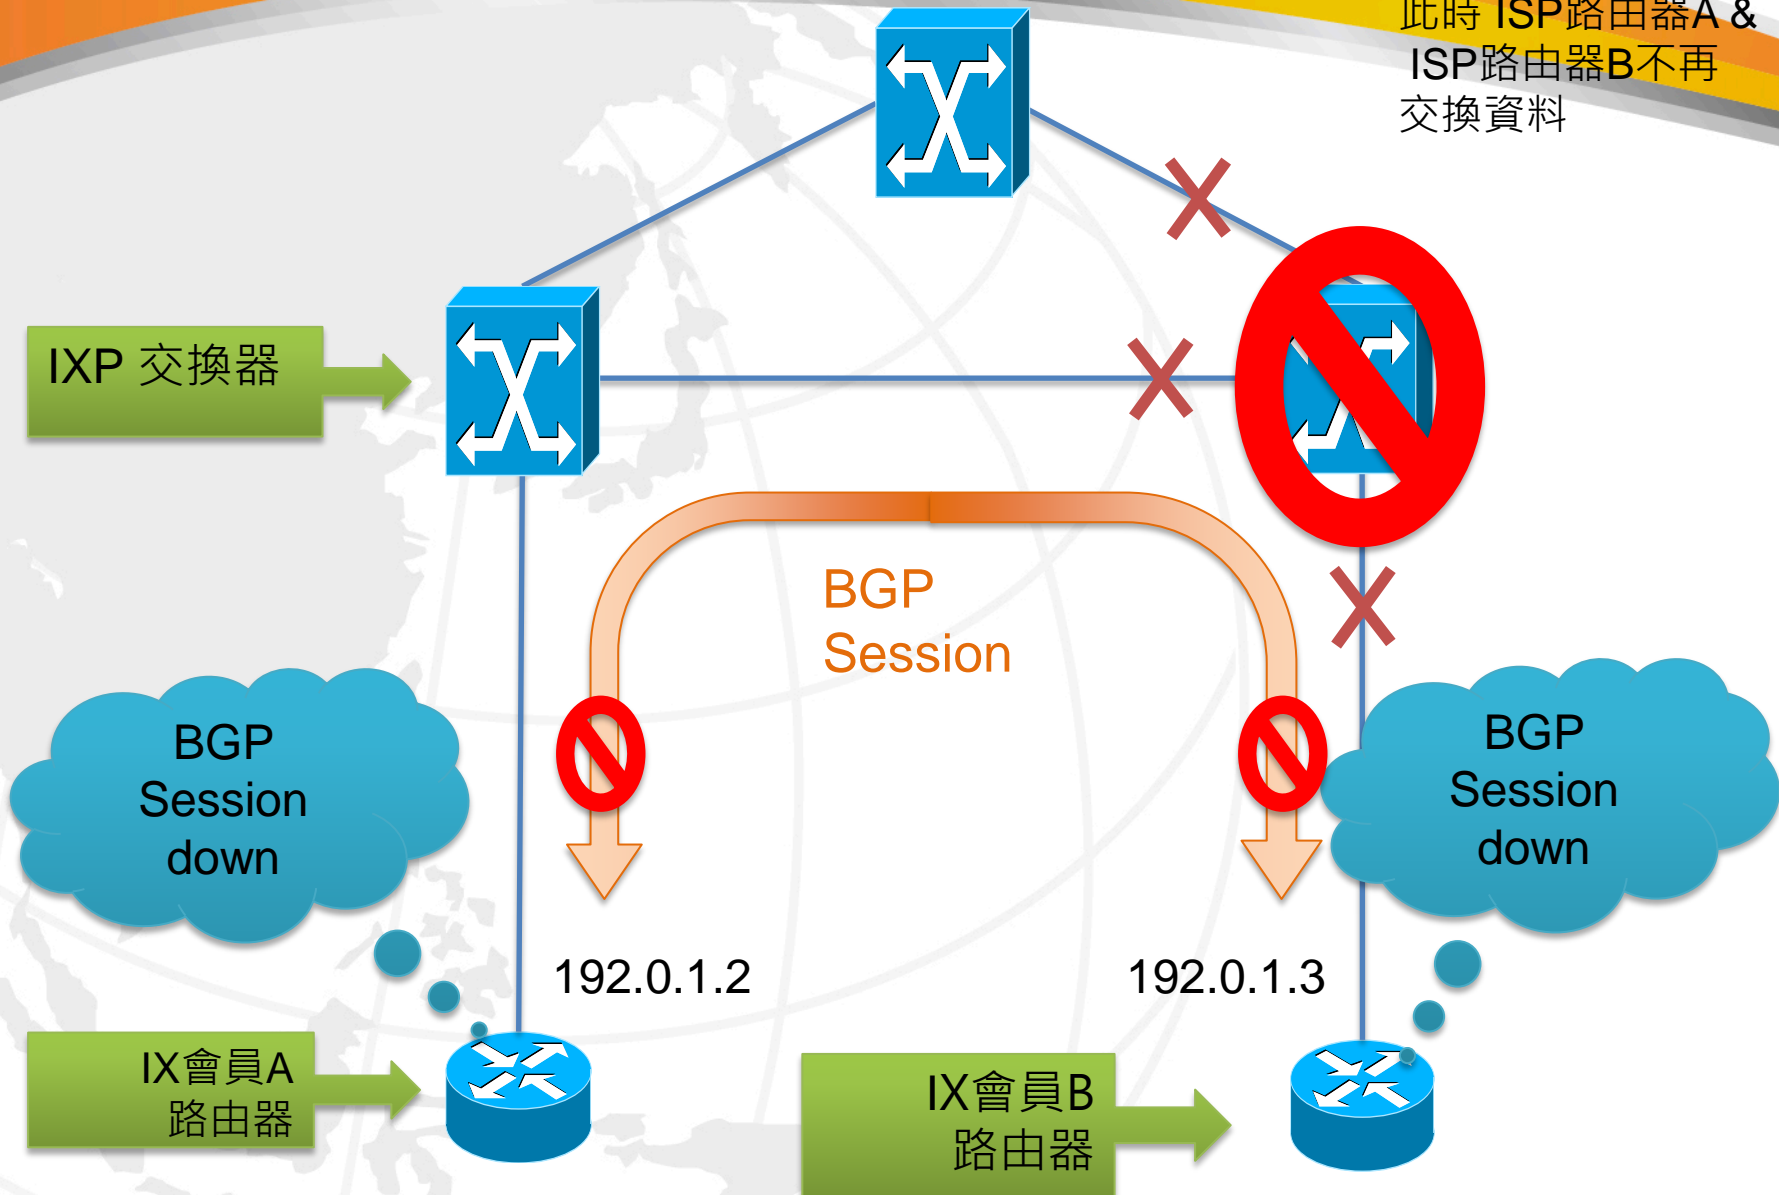 此時 ISP路由器A &
ISP路由器B不再
交換資料
IXP 交換器
BGP
Session
BGP
Session
down
BGP
Session
down
192.0.1.2
192.0.1.3
IX會員A
路由器
IX會員B
路由器